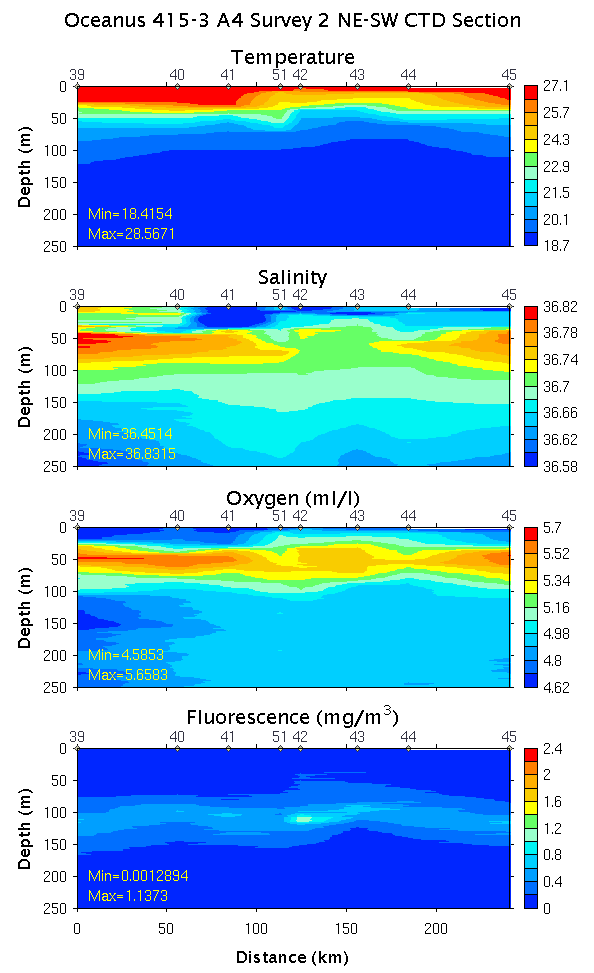 Oceanus 415-3 A4 Survey 2 NE-SW CTD Section
Temperature
39 40 41 51 42 43 44 45
0
50
100
150
200
250
Depth (m)
Min=18.4154
Max=28.5671
27.1
25.7
24.3
22.9
21.5
20.1
18.7
Salinity
39 40 41 51 42 43 44 45
0
50
100
150
200
250
Depth (m)
Min=36.4514
Max=36.8315
36.82
36.78
36.74
36.7
36.66
36.62
36.58
Oxygen (ml/l)
39 40 41 51 42 43 44 45
0
50
100
150
200
250
Depth (m)
Min=4.5853
Max=5.6583
5.7
5.52
5.34
5.16
4.98
4.8
4.62
Fluorescence (mg/m³)
39 40 41 51 42 43 44 45
0
50
100
150
200
250
Depth (m)
Min=0.0012894
Max=1.1373
2.4
2
1.6
1.2
0.8
0.4
0
0 50 100 150 200
Distance (km)